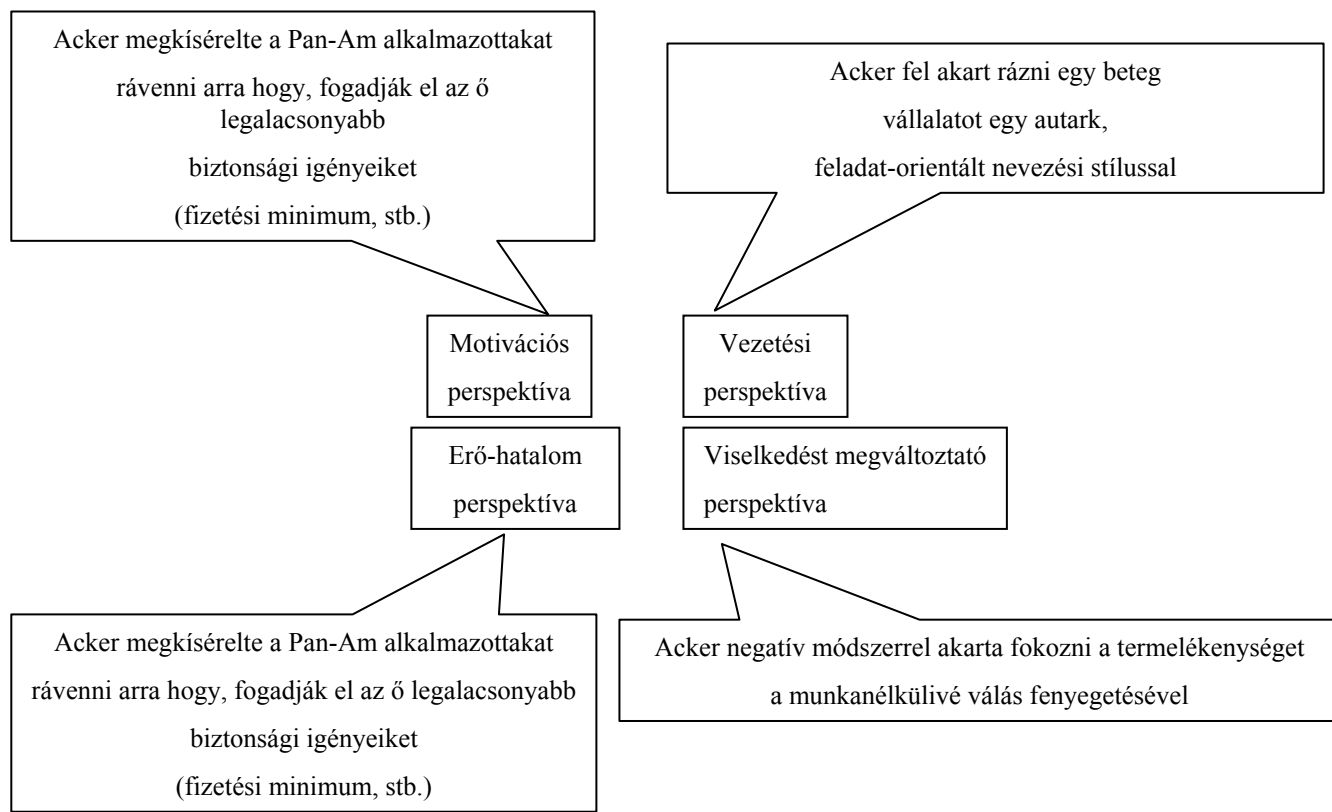 Acker megkísérelte a Pan-Am alkalmazottakat
rávenni arra hogy, fogadják el az ő
legalacsonyabb
biztonsági igényeiket
(fizetési minimum, stb.)
Acker fel akart rázni egy beteg
vállalatot egy autark,
feladat-orientált nevezési stílussal
Motivációs
perspektíva
Vezetési
perspektíva
Erő-hatalom
perspektíva
Viselkedést megváltoztató
perspektíva
Acker megkísérelte a Pan-Am alkalmazottakat
rávenni arra hogy, fogadják el az ő legalacsonyabb
biztonsági igényeiket
(fizetési minimum, stb.)
Acker negatív módszerrel akarta fokozni a termelékenységet
a munkanélkülivé válás fenyegetésével